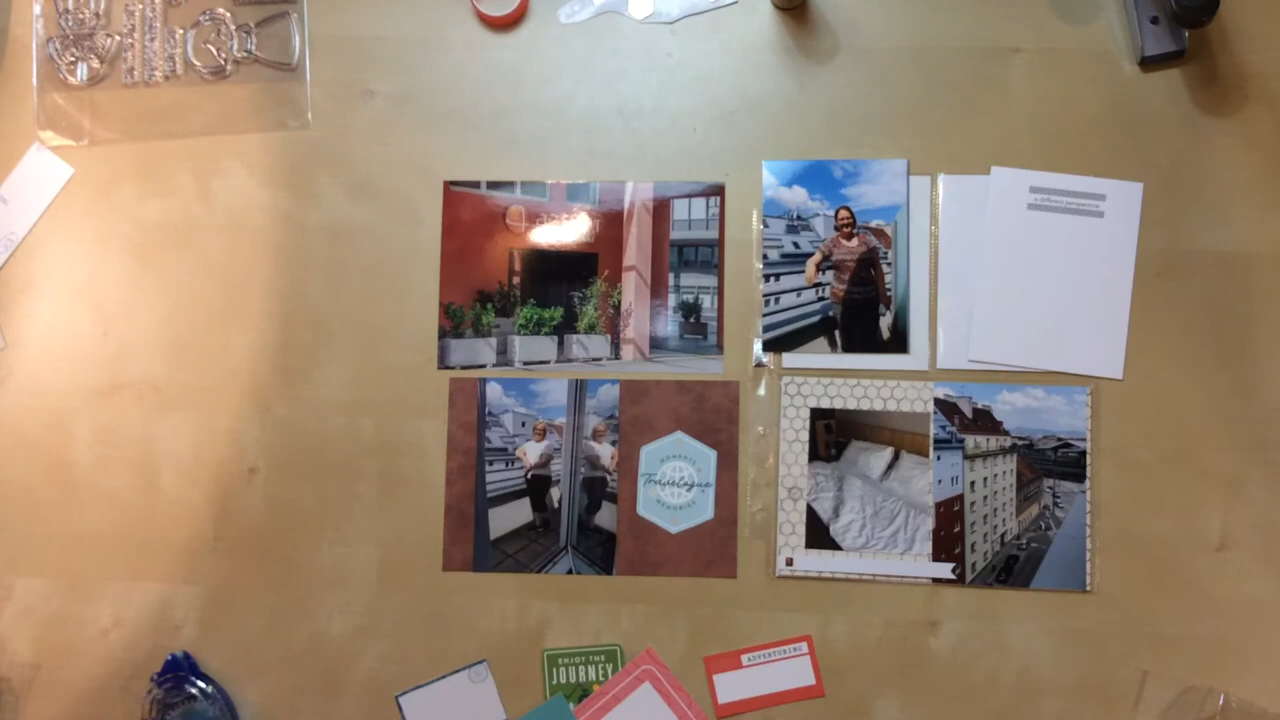 a different perspective
MOMENTS
Travelogue
MEMORIES
ENJOY THE
JOURNEY
ADVENTURING